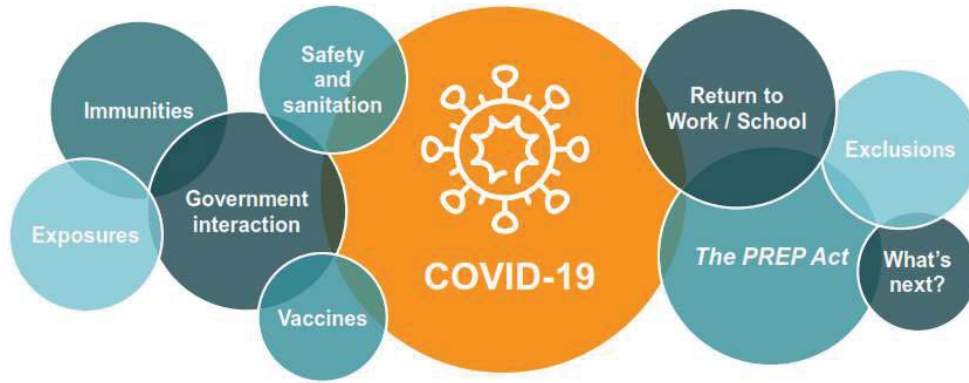 Immunities
Safety
and
sanitation
Exposures
Government
interaction
Vaccines
COVID-19
Return to
Work / School
Exclusions
The PREP Act
What's
next?